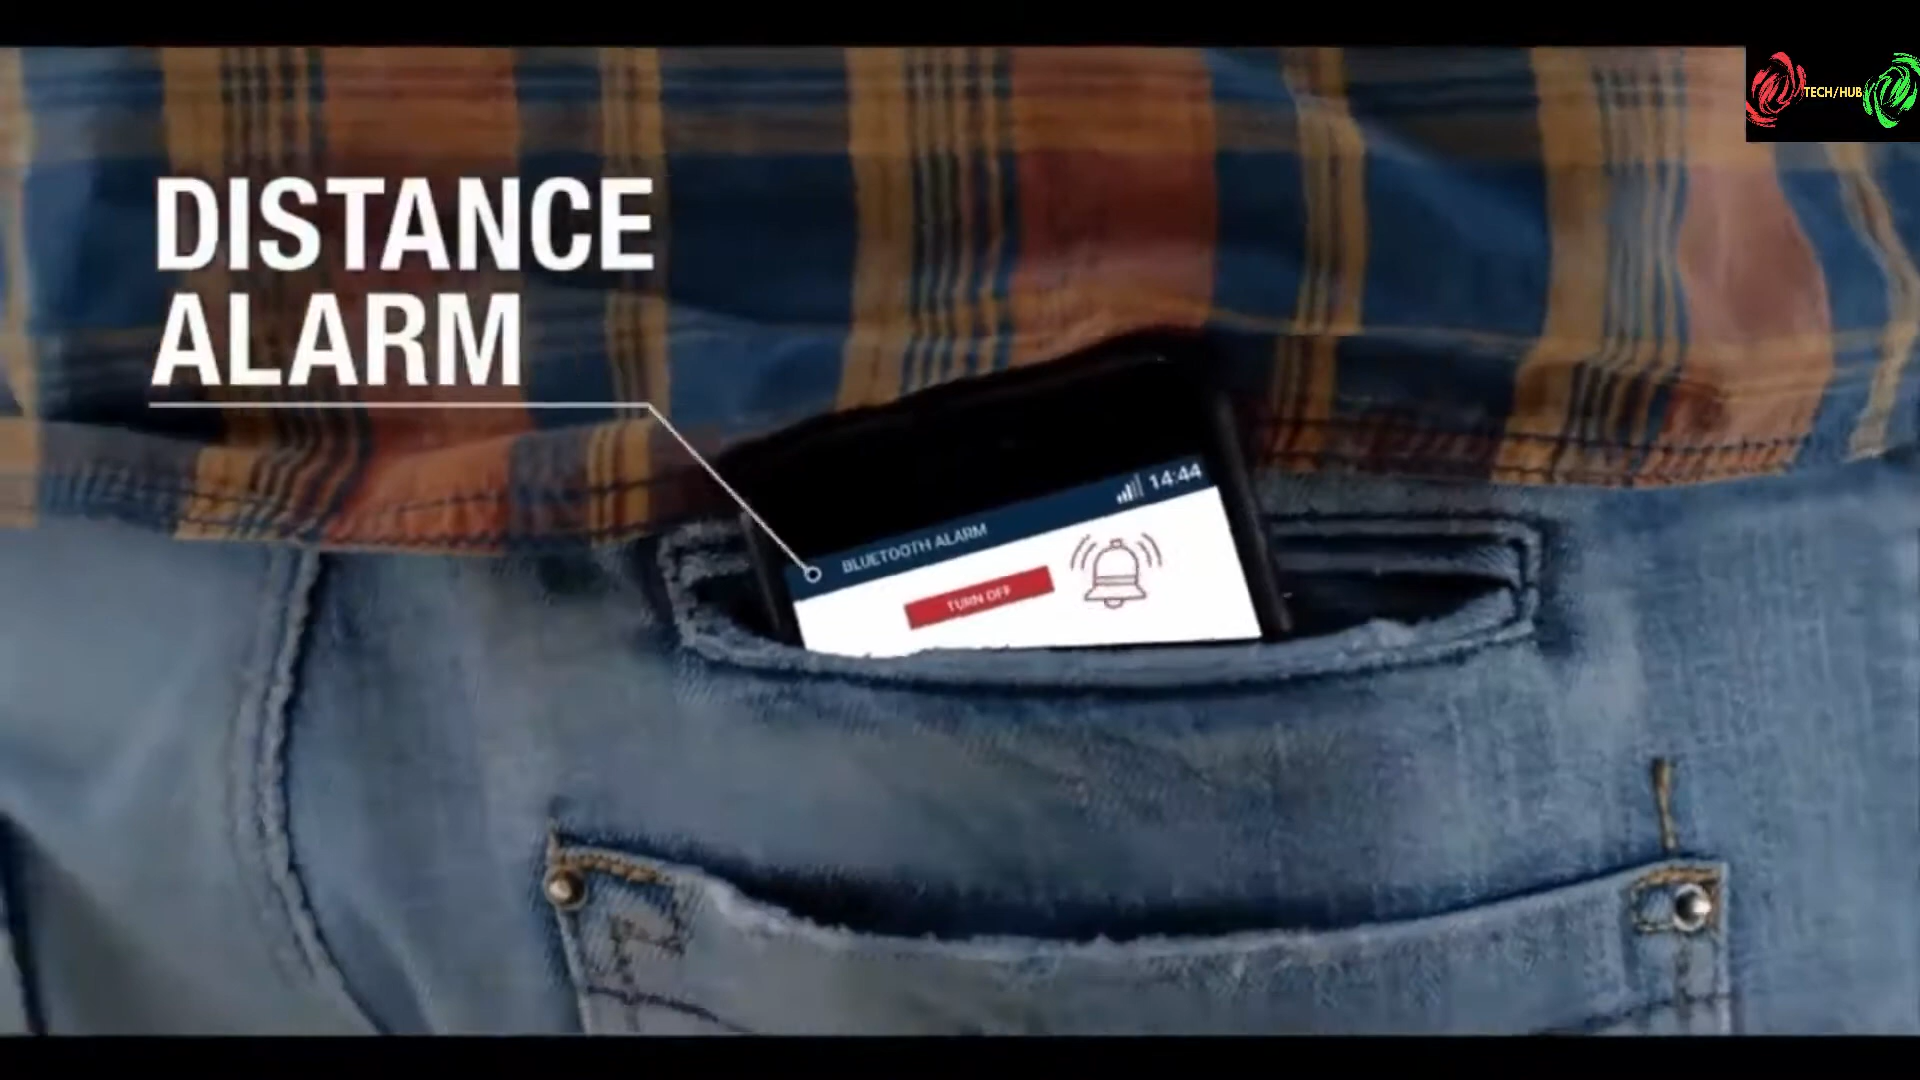 TECH/HUB
DISTANCE
ALARM
14:44
BLUETOOTH ALARM
TURN OFF